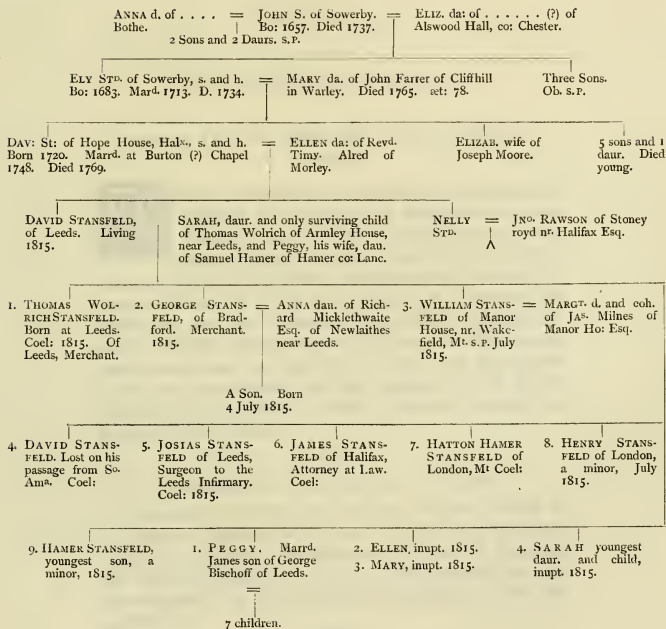 ANNA d. of . . . .
Bothe.
=
JOHN S. of Sowerby.
Bo: 1657. Died 1737.
=
ELIZ. da: of . . . . . . (?) of
Alswood Hall, co: Chester.
2 Sons and 2 Daurs. s.p.
ELY STD. of Sowerby, s. and h.
Bo: 1683. Mard. 1713. D. 1734.
=
MARY da. of John Farrer of Cliffhill
in Warley. Died 1765. æt: 78.
Three Sons.
Ob. s.p.
DAV: St: of Hope House, Halx., s. and h.
Born 1720. Marrd. at Burton (?) Chapel
1748. Died 1769.
=
ELLEN da: of Revd.
Timy. Alred of
Morley.
ELIZAB. wife of
Joseph Moore.
5 sons and 1
daur. Died
young.
DAVID STANSFELD,
of Leeds. Living
1815.
SARAH, daur. and only surviving child
of Thomas Wolrich of Armley House,
near Leeds, and Peggy, his wife, dau.
of Samuel Hamer of Hamer co: Lanc.
NELLY
STD.
=
JNO. RAWSON of Stoney
royd nr. Halifax Esq.
1. THOMAS WOL-
RICH STANSFELD.
Born at Leeds.
Coel: 1815. Of
Leeds, Merchant.
2. GEORGE STANS-
FELD, of Brad-
ford. Merchant.
1815.
=
ANNA dau. of Rich-
ard Micklethwaite
Esq. of Newlaithes
near Leeds.
3. WILLIAM STANS-
FELD of Manor
House, nr. Wake-
field, Mt. s.p. July
1815.
=
MARGT. d. and coh.
of JAS. Milnes of
Manor Ho: Esq.
A Son. Born
4 July 1815.
4. DAVID STANS-
FELD. Lost on his
passage from So.
Ama. Coel:
5. JOSIAS STANS-
FELD of Leeds,
Surgeon to the
Leeds Infirmary.
Coel: 1815.
6. JAMES STANS-
FELD of Halifax,
Attorney at Law.
Coel:
7. HATTON HAMER
STANSFELD of
London, Mt Coel:
8. HENRY STANS-
FELD of London,
a minor, July
1815.
9. HAMER STANSFELD,
youngest son, a
minor, 1815.
1. PEGGY. Marrd.
James son of George
Bischoff of Leeds.
=
7 children.
2. ELLEN, inupt. 1815.
3. MARY, inupt. 1815.
4. SARAH youngest
daur. and child,
inupt. 1815.